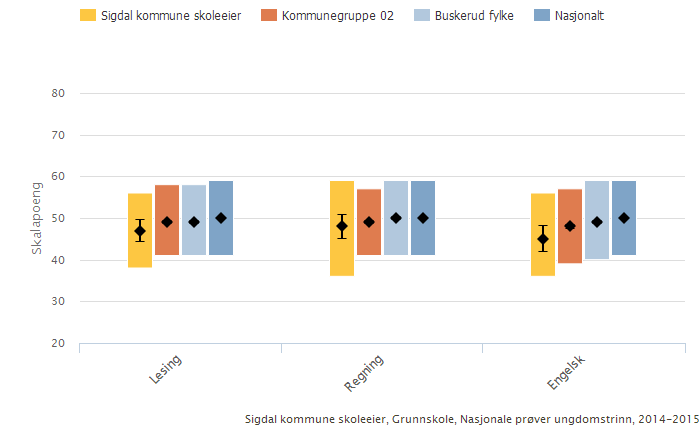 Sigdal kommune skoleeier Kommunegruppe 02 Buskerud fylke Nasjonalt
80
70
60
50
40
30
20
Skalapoeng
Lesing Regning Engelsk
Sigdal kommune skoleeier, Grunnskole, Nasjonale prøver ungdomstrinn, 2014-2015